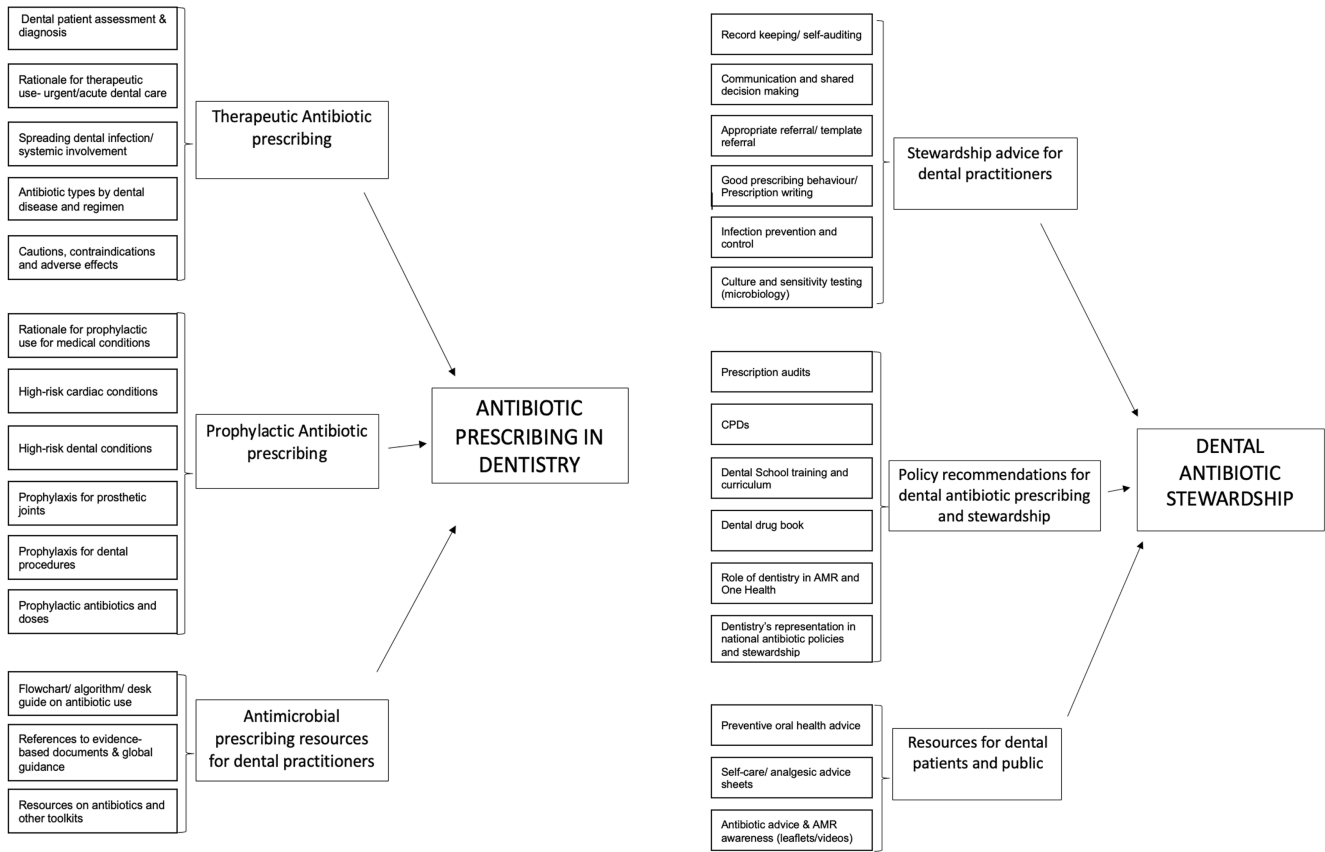 Dental patient assessment &
diagnosis
Rationale for therapeutic
use- urgent/acute dental care
Spreading dental infection/
systemic involvement
Antibiotic types by dental
disease and regimen
Cautions, contraindications
and adverse effects
Therapeutic Antibiotic
prescribing
Rationale for prophylactic
use for medical conditions
High-risk cardiac conditions
High-risk dental conditions
Prophylaxis for prosthetic
joints
Prophylaxis for dental
procedures
Prophylactic antibiotics and
doses
Prophylactic Antibiotic
prescribing
Flowchart/ algorithm/ desk
guide on antibiotic use
References to evidence-
based documents & global
guidance
Resources on antibiotics and
other toolkits
Antimicrobial
prescribing resources
for dental practitioners
ANTIBIOTIC
PRESCRIBING IN
DENTISTRY
Record keeping/ self-auditing
Communication and shared
decision making
Appropriate referral/ template
referral
Good prescribing behaviour/
Prescription writing
Infection prevention and
control
Culture and sensitivity testing
(microbiology)
Stewardship advice for
dental practitioners
Prescription audits
CPDs
Dental School training and
curriculum
Dental drug book
Role of dentistry in AMR and
One Health
Dentistry's representation in
national antibiotic policies
and stewardship
Policy recommendations for
dental antibiotic prescribing
and stewardship
Preventive oral health advice
Self-care/ analgesic advice
sheets
Antibiotic advice & AMR
awareness (leaflets/videos)
Resources for dental
patients and public
DENTAL
ANTIBIOTIC
STEWARDSHIP